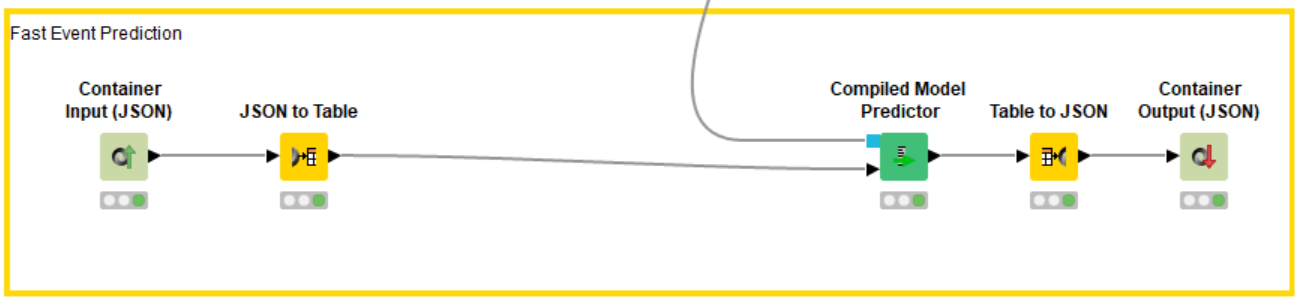 Fast Event Prediction
Container
Input (JSON)
JSON to Table
Compiled Model
Predictor
Table to JSON
Container
Output (JSON)